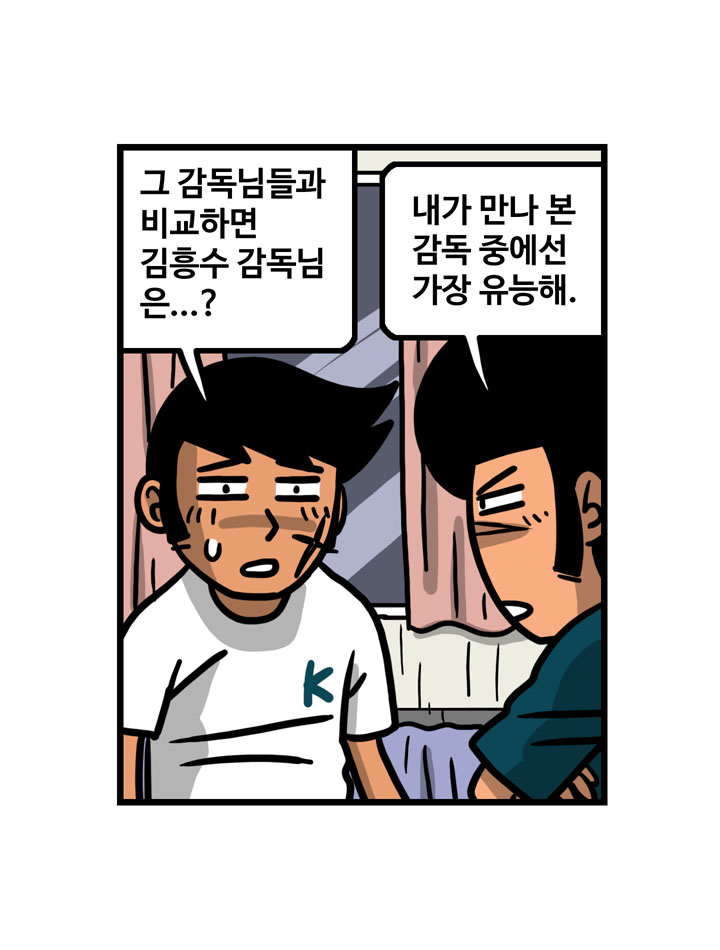 그 감독님들과
비교하면
김흥수 감독님
은...?
내가 만나 본
감독 중에선
가장 유능해.
K